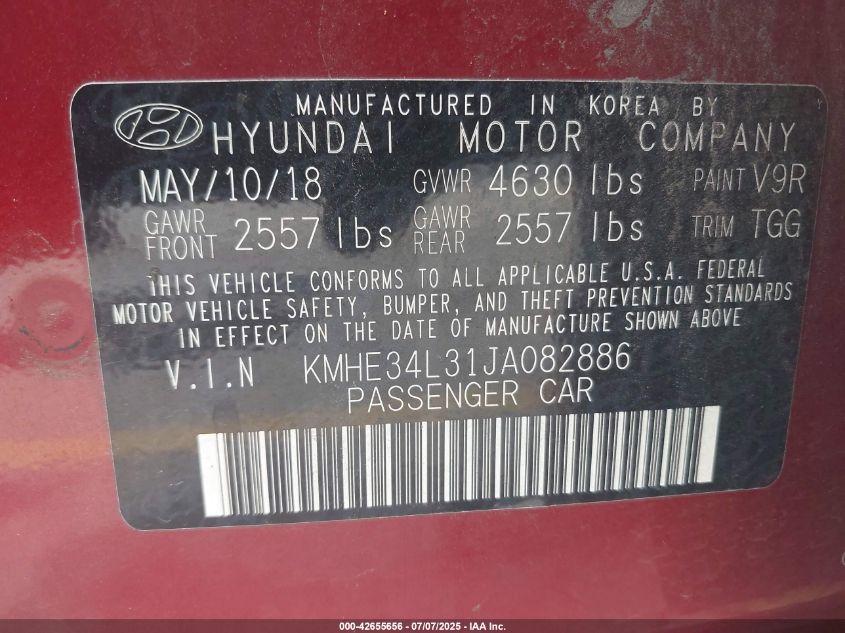 MANUFACTURED IN KOREA BY
HYUNDAI MOTOR COMPANY
MAY/10/18 GVWR 4630 lbs PAINT V9R
GAWR FRONT 2557 lbs GAWR REAR 2557 lbs TRIM TGG
THIS VEHICLE CONFORMS TO ALL APPLICABLE U.S.A. FEDERAL
MOTOR VEHICLE SAFETY, BUMPER, AND THEFT PREVENTION STANDARDS
IN EFFECT ON THE DATE OF MANUFACTURE SHOWN ABOVE
V.I.N KMHE34L31JA082886
PASSENGER CAR
000-42655656 - 07/07/2025 - IAA Inc.